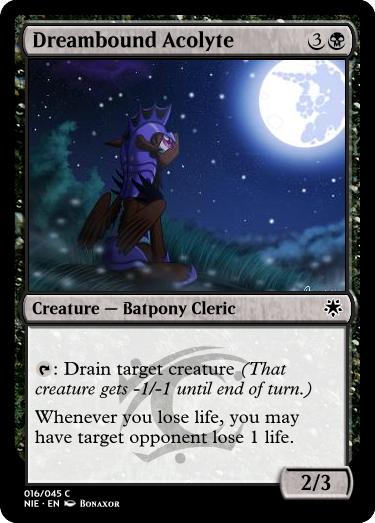 Dreambound Acolyte 3
Creature — Batpony Cleric
: Drain target creature (That
creature gets -1/-1 until end of turn.)
Whenever you lose life, you may
have target opponent lose 1 life.
2/3
016/045 C
NIE • EN Bonaxor